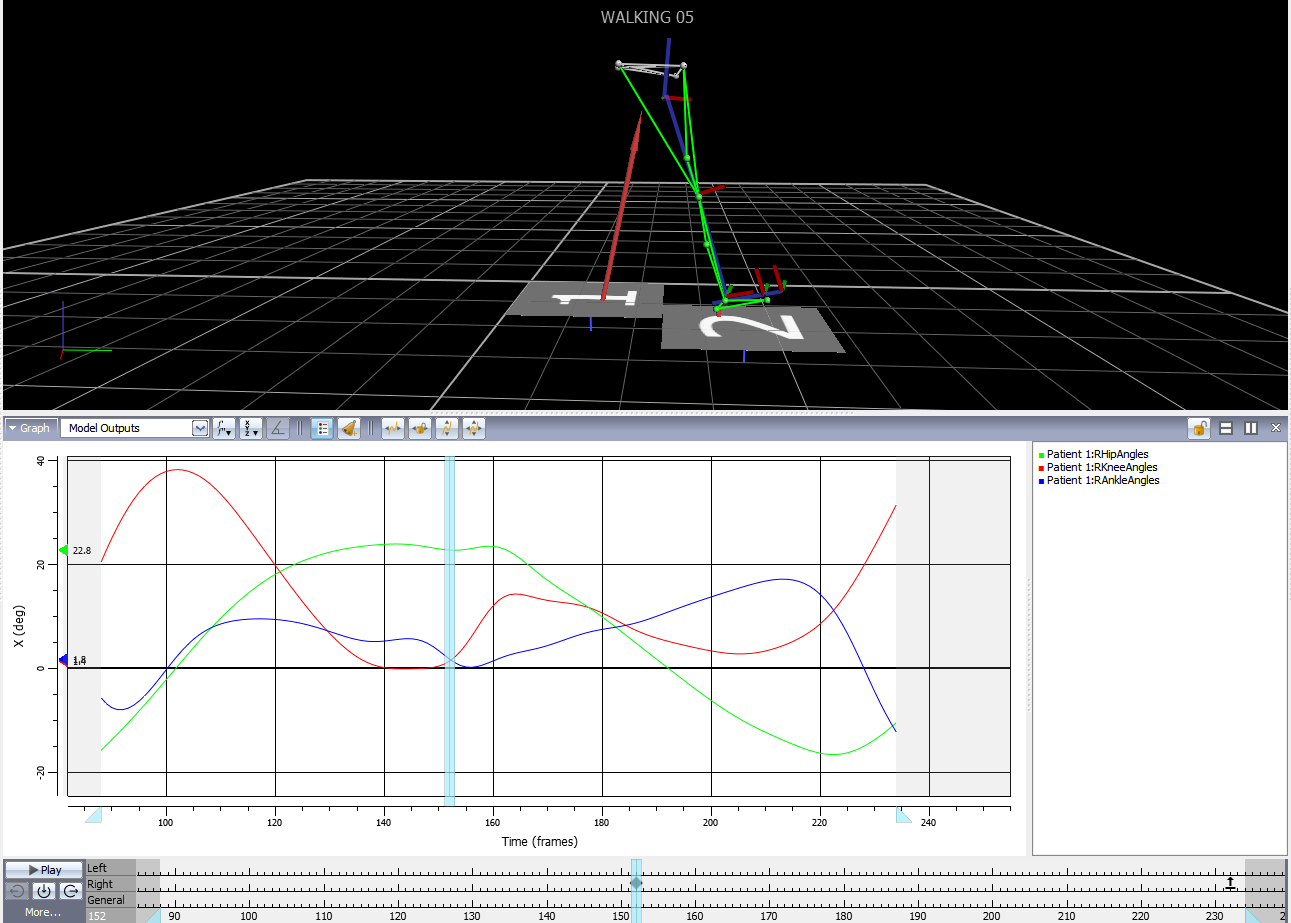 WALKING 05
1
2
Graph Model Outputs
Patient 1:RHipAngles
Patient 1:RKneeAngles
Patient 1:RAnkleAngles
40
22.8
20
X (deg)
1.8
1.4
0
-20
100 120 140 160 180 200 220 240
Time (frames)
Play
Left
Right
General
More...
152
90 100 110 120 130 140 150 160 170 180 190 200 210 220 230 2